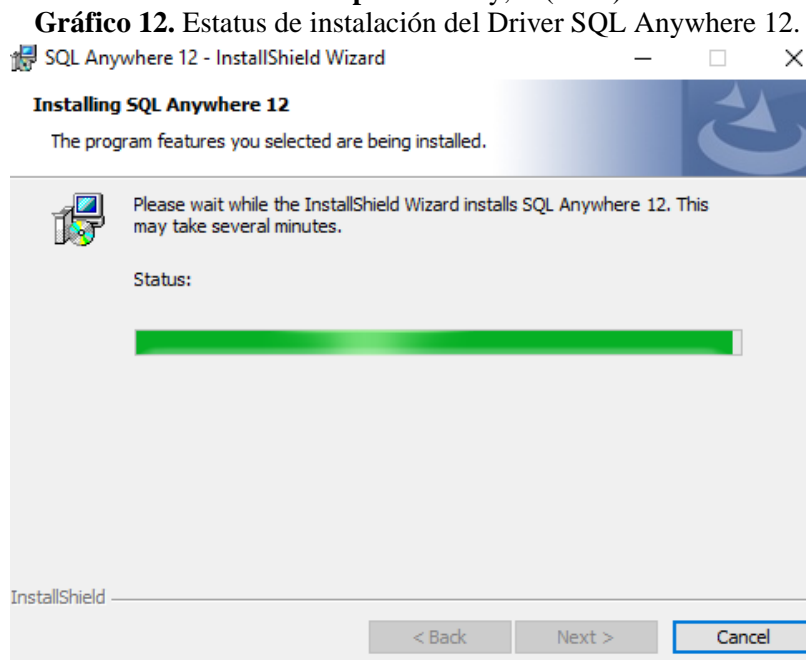 Gráfico 12. Estatus de instalación del Driver SQL Anywhere 12.
SQL Anywhere 12 - InstallShield Wizard
Installing SQL Anywhere 12
The program features you selected are being installed.
Please wait while the InstallShield Wizard installs SQL Anywhere 12. This
may take several minutes.
Status:
InstallShield
< Back Next > Cancel